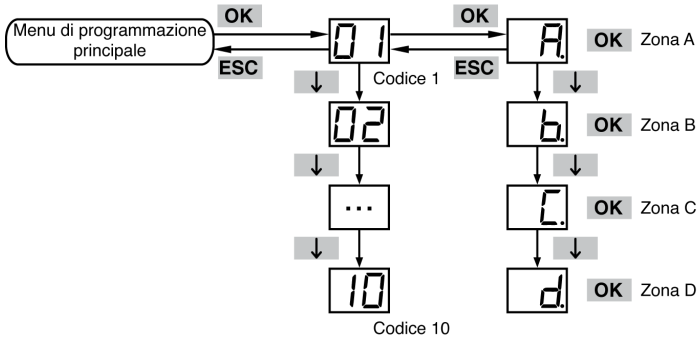 OK OK
Menu di programmazione
principale
01 A. OK Zona A
ESC Codice 1 ESC
↓ ↓
02 b. OK Zona B
↓ ↓
... C. OK Zona C
↓ ↓
10 d. OK Zona D
Codice 10